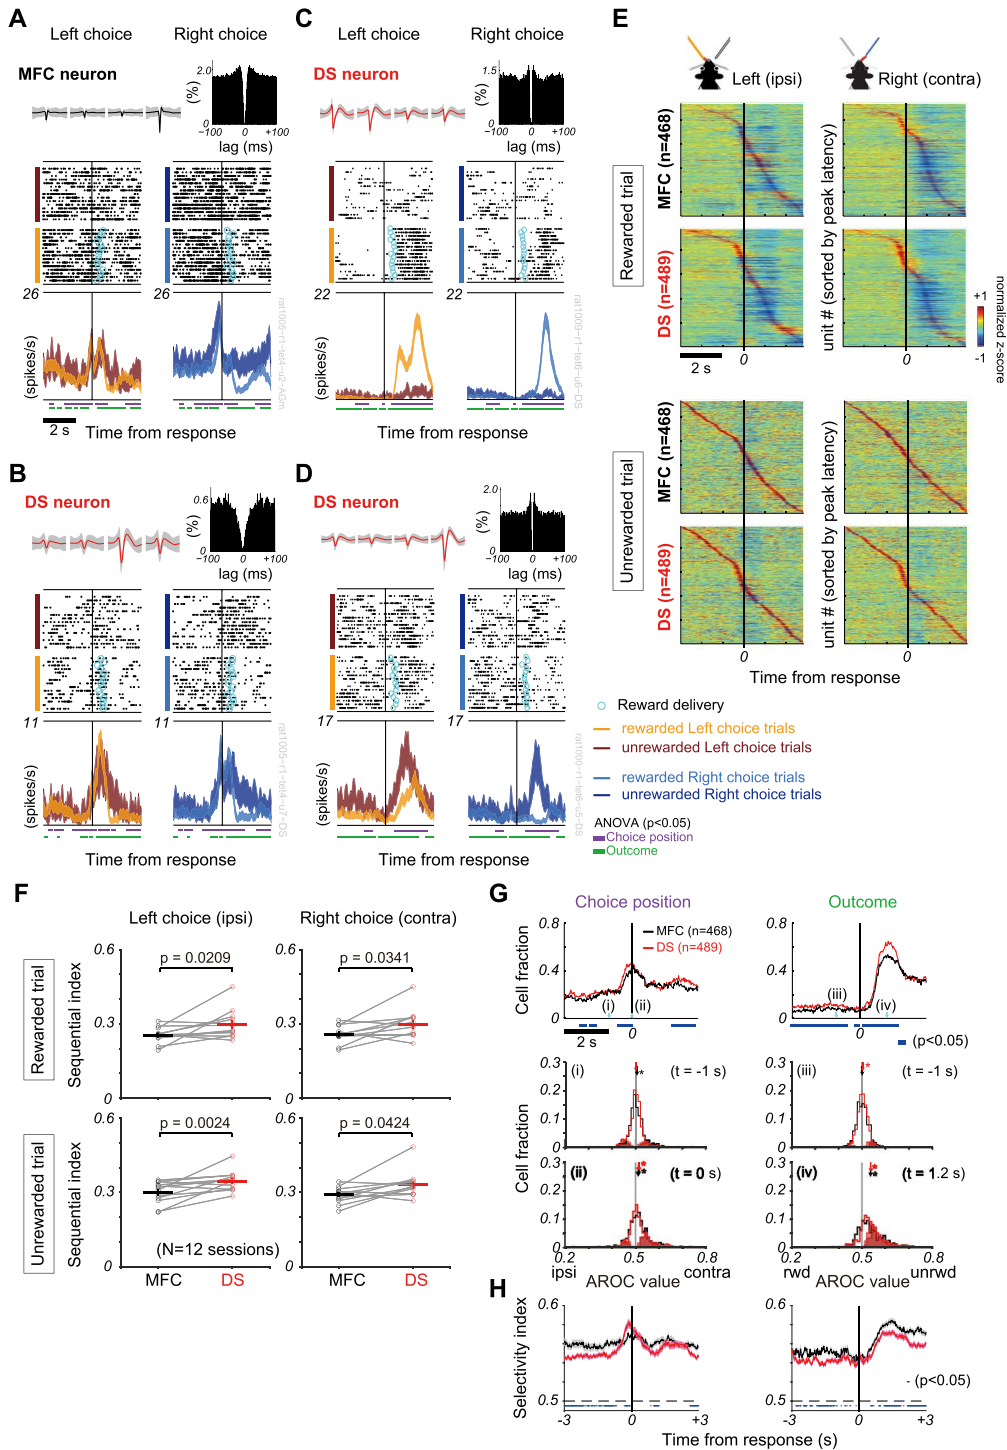 A
Left choice
Right choice
MFC neuron
2.0
(%)
0
−100
0
+100
lag (ms)
26
26
(spikes/s)
2 s
Time from response
rat1005−r1−tet4−u2−AGm
C
Left choice
Right choice
DS neuron
1.5
(%)
0
−100
0
+100
lag (ms)
22
22
(spikes/s)
Time from response
rat1009−r1−tet6−u6−DS
B
DS neuron
0.6
(%)
0
−100
0
+100
lag (ms)
11
11
(spikes/s)
Time from response
rat1005−r1−tet4−u7−DS
D
DS neuron
2.0
(%)
0
−100
0
+100
lag (ms)
17
17
(spikes/s)
Time from response
E
Left (ipsi)
Right (contra)
Rewarded trial
MFC (n=468)
DS (n=489)
unit # (sorted by peak latency)
2 s
0
0
+1
-1
normalized z-score
Unrewarded trial
MFC (n=468)
DS (n=489)
unit # (sorted by peak latency)
0
0
Time from response
Reward delivery
rewarded Left choice trials
unrewarded Left choice trials
rewarded Right choice trials
unrewarded Right choice trials
ANOVA (p<0.05)
Choice position
Outcome
F
Left choice (ipsi)
Right choice (contra)
Rewarded trial
Sequential index
0.6
0.3
0
p = 0.0209
0.6
0.3
0
p = 0.0341
Unrewarded trial
Sequential index
0.6
0.3
0
p = 0.0024
(N=12 sessions)
0.6
0.3
0
p = 0.0424
MFC
DS
MFC
DS
G
Choice position
Outcome
Cell fraction
0.8
0.4
0
MFC (n=468)
DS (n=489)
(i)
(ii)
2 s
0
0.8
0.4
0
(iii)
(iv)
0
(p<0.05)
Cell fraction
0.3
0.2
0.1
0
(i)
(t = -1 s)
0.3
0.2
0.1
0
(iii)
(t = -1 s)
0.3
0.2
0.1
0
(ii)
(t = 0 s)
0.3
0.2
0.1
0
(iv)
(t = 1.2 s)
0.2
0.5
0.8
ipsi
AROC value
contra
0.2
0.5
0.8
rwd
AROC value
unrwd
H
Selectivity index
0.6
0.5
-3
0
+3
0.6
0.5
-3
0
+3
- (p<0.05)
Time from response (s)